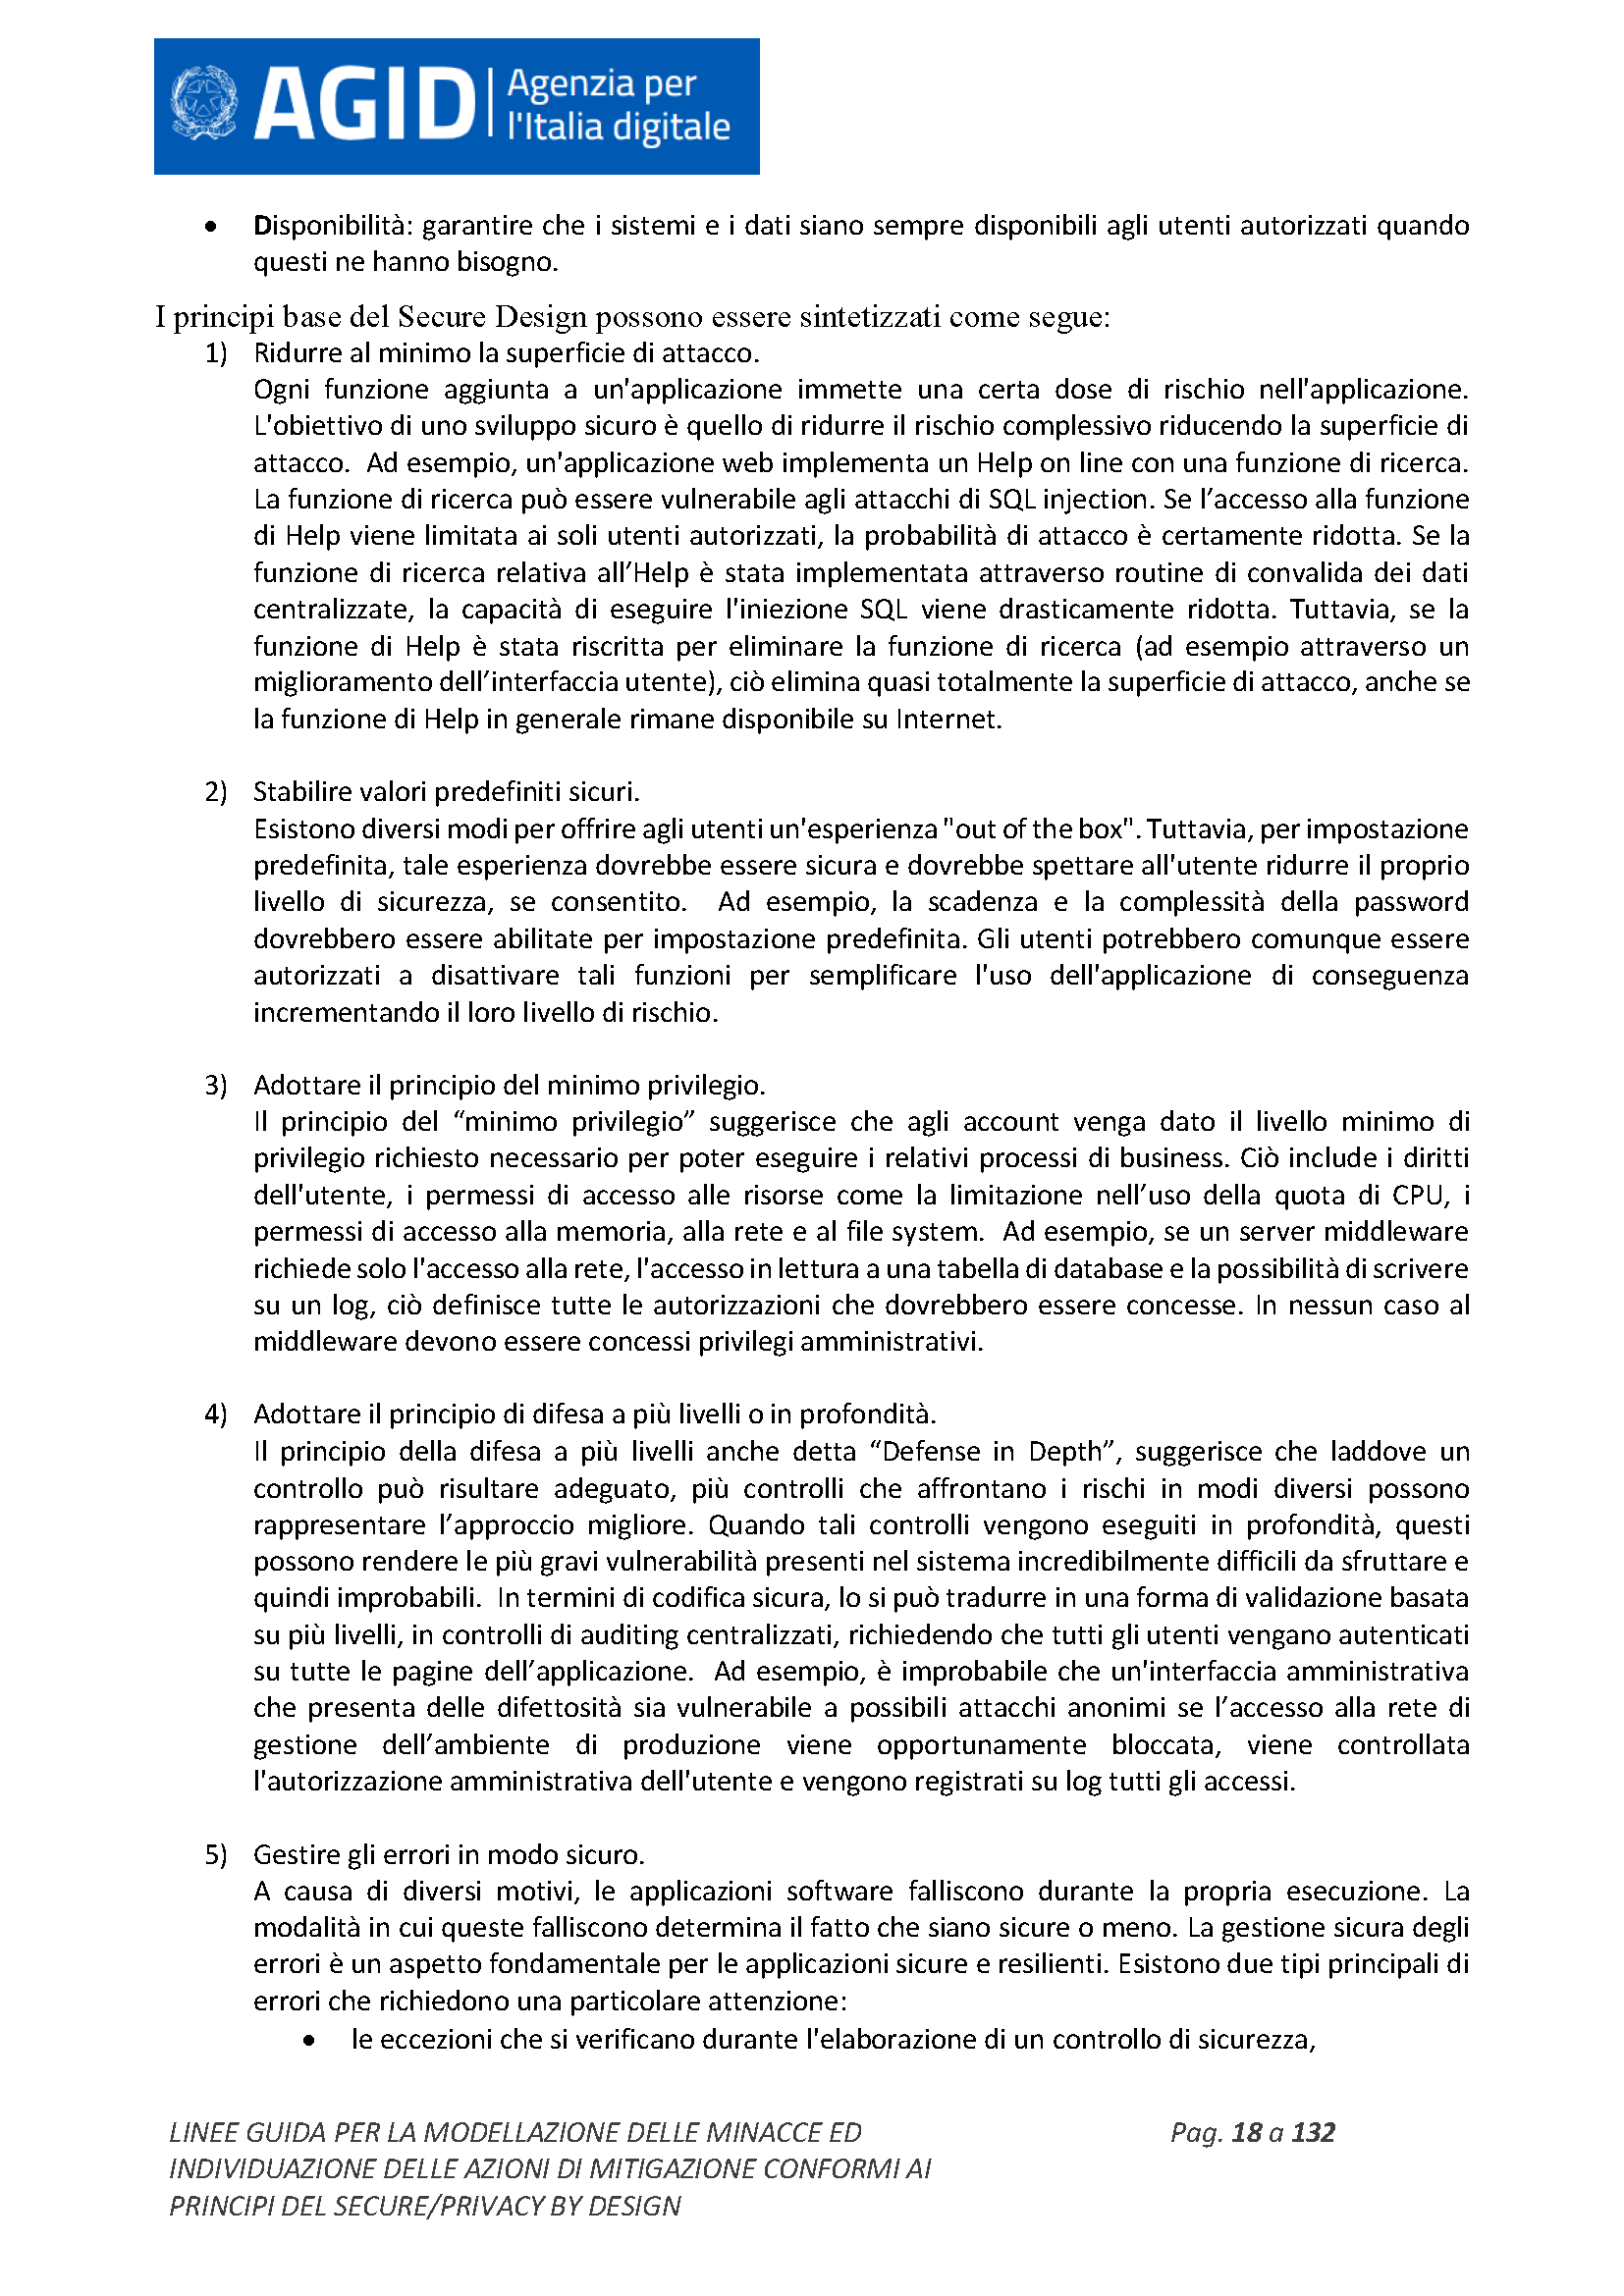 AGID
Agenzia per
l'Italia digitale
• Disponibilità: garantire che i sistemi e i dati siano sempre disponibili agli utenti autorizzati quando
questi ne hanno bisogno.
I principi base del Secure Design possono essere sintetizzati come segue:
1) Ridurre al minimo la superficie di attacco.
Ogni funzione aggiunta a un'applicazione immette una certa dose di rischio nell'applicazione.
L'obiettivo di uno sviluppo sicuro è quello di ridurre il rischio complessivo riducendo la superficie di
attacco. Ad esempio, un'applicazione web implementa un Help on line con una funzione di ricerca.
La funzione di ricerca può essere vulnerabile agli attacchi di SQL injection. Se l’accesso alla funzione
di Help viene limitata ai soli utenti autorizzati, la probabilità di attacco è certamente ridotta. Se la
funzione di ricerca relativa all’Help è stata implementata attraverso routine di convalida dei dati
centralizzate, la capacità di eseguire l'iniezione SQL viene drasticamente ridotta. Tuttavia, se la
funzione di Help è stata riscritta per eliminare la funzione di ricerca (ad esempio attraverso un
miglioramento dell’interfaccia utente), ciò elimina quasi totalmente la superficie di attacco, anche se
la funzione di Help in generale rimane disponibile su Internet.
2) Stabilire valori predefiniti sicuri.
Esistono diversi modi per offrire agli utenti un'esperienza "out of the box". Tuttavia, per impostazione
predefinita, tale esperienza dovrebbe essere sicura e dovrebbe spettare all'utente ridurre il proprio
livello di sicurezza, se consentito. Ad esempio, la scadenza e la complessità della password
dovrebbero essere abilitate per impostazione predefinita. Gli utenti potrebbero comunque essere
autorizzati a disattivare tali funzioni per semplificare l'uso dell'applicazione di conseguenza
incrementando il loro livello di rischio.
3) Adottare il principio del minimo privilegio.
Il principio del “minimo privilegio” suggerisce che agli account venga dato il livello minimo di
privilegio richiesto necessario per poter eseguire i relativi processi di business. Ciò include i diritti
dell'utente, i permessi di accesso alle risorse come la limitazione nell’uso della quota di CPU, i
permessi di accesso alla memoria, alla rete e al file system. Ad esempio, se un server middleware
richiede solo l'accesso alla rete, l'accesso in lettura a una tabella di database e la possibilità di scrivere
su un log, ciò definisce tutte le autorizzazioni che dovrebbero essere concesse. In nessun caso al
middleware devono essere concessi privilegi amministrativi.
4) Adottare il principio di difesa a più livelli o in profondità.
Il principio della difesa a più livelli anche detta “Defense in Depth”, suggerisce che laddove un
controllo può risultare adeguato, più controlli che affrontano i rischi in modi diversi possono
rappresentare l’approccio migliore. Quando tali controlli vengono eseguiti in profondità, questi
possono rendere le più gravi vulnerabilità presenti nel sistema incredibilmente difficili da sfruttare e
quindi improbabili. In termini di codifica sicura, lo si può tradurre in una forma di validazione basata
su più livelli, in controlli di auditing centralizzati, richiedendo che tutti gli utenti vengano autenticati
su tutte le pagine dell’applicazione. Ad esempio, è improbabile che un'interfaccia amministrativa
che presenta delle difettosità sia vulnerabile a possibili attacchi anonimi se l’accesso alla rete di
gestione dell’ambiente di produzione viene opportunamente bloccata, viene controllata
l'autorizzazione amministrativa dell'utente e vengono registrati su log tutti gli accessi.
5) Gestire gli errori in modo sicuro.
A causa di diversi motivi, le applicazioni software falliscono durante la propria esecuzione. La
modalità in cui queste falliscono determina il fatto che siano sicure o meno. La gestione sicura degli
errori è un aspetto fondamentale per le applicazioni sicure e resilienti. Esistono due tipi principali di
errori che richiedono una particolare attenzione:
• le eccezioni che si verificano durante l'elaborazione di un controllo di sicurezza,
LINEE GUIDA PER LA MODELLAZIONE DELLE MINACCE ED
INDIVIDUAZIONE DELLE AZIONI DI MITIGAZIONE CONFORMI AI
PRINCIPI DEL SECURE/PRIVACY BY DESIGN
Pag. 18 a 132